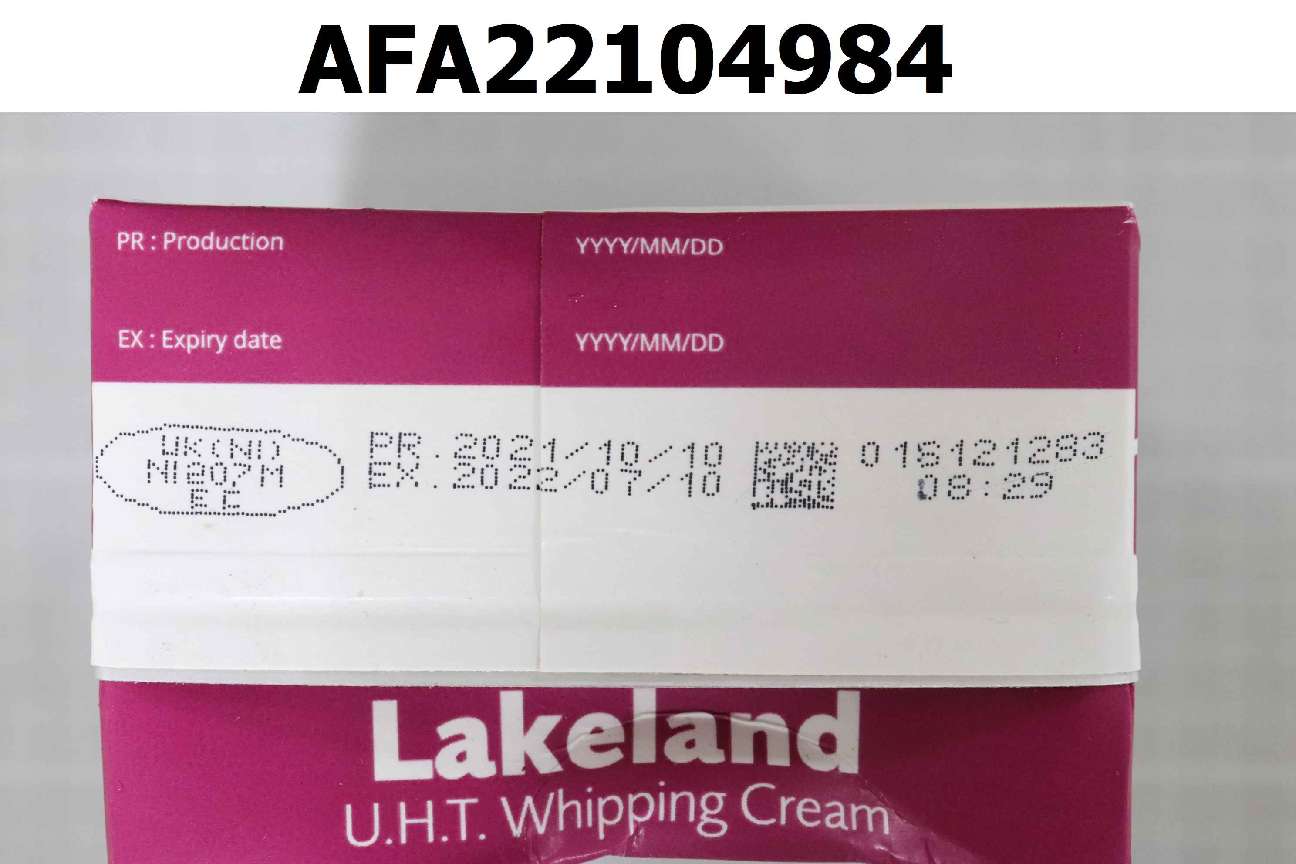 AFA22104984
PR : Production YYYY/MM/DD
EX : Expiry date YYYY/MM/DD
UK(NI)
NI207M
EC
PR : 2021/10/10
EX : 2022/07/10
018121283
08:29
Lakeland
U.H.T. Whipping Cream